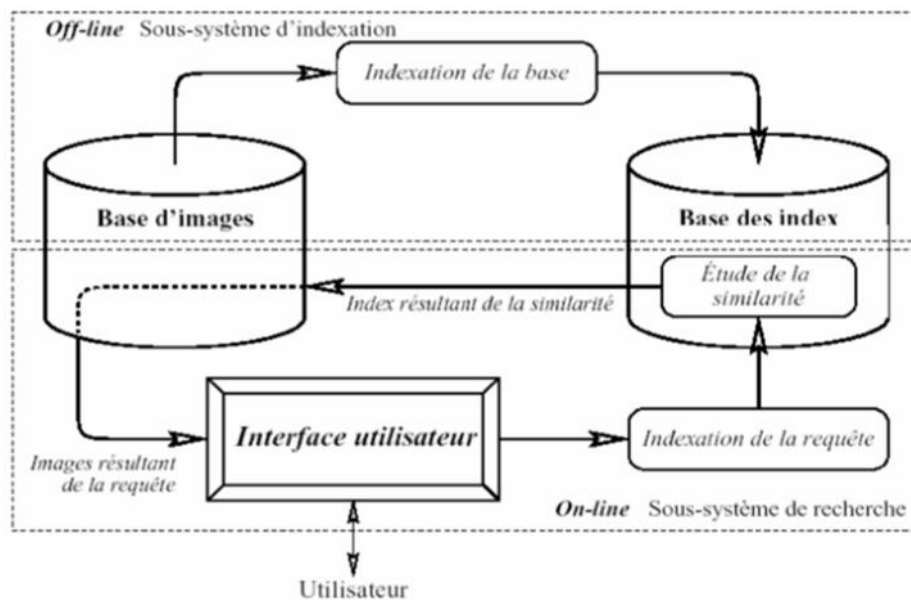 Off-line Sous-système d'indexation
Indexation de la base
Base d'images
Base des index
Étude de la
similarité
Index résultant de la similarité
Interface utilisateur
Indexation de la requête
Images résultant
de la requête
On-line Sous-système de recherche
Utilisateur